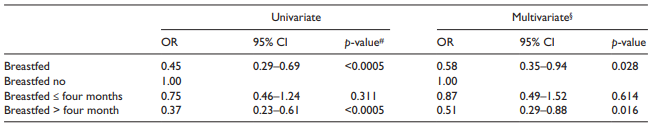 Univariate Multivariate§
OR 95% CI p-value# OR 95% CI p-value
Breastfed 0.45 0.29–0.69 <0.0005 0.58 0.35–0.94 0.028
Breastfed no 1.00 1.00
Breastfed ≤ four months 0.75 0.46–1.24 0.311 0.87 0.49–1.52 0.614
Breastfed > four month 0.37 0.23–0.61 <0.0005 0.51 0.29–0.88 0.016